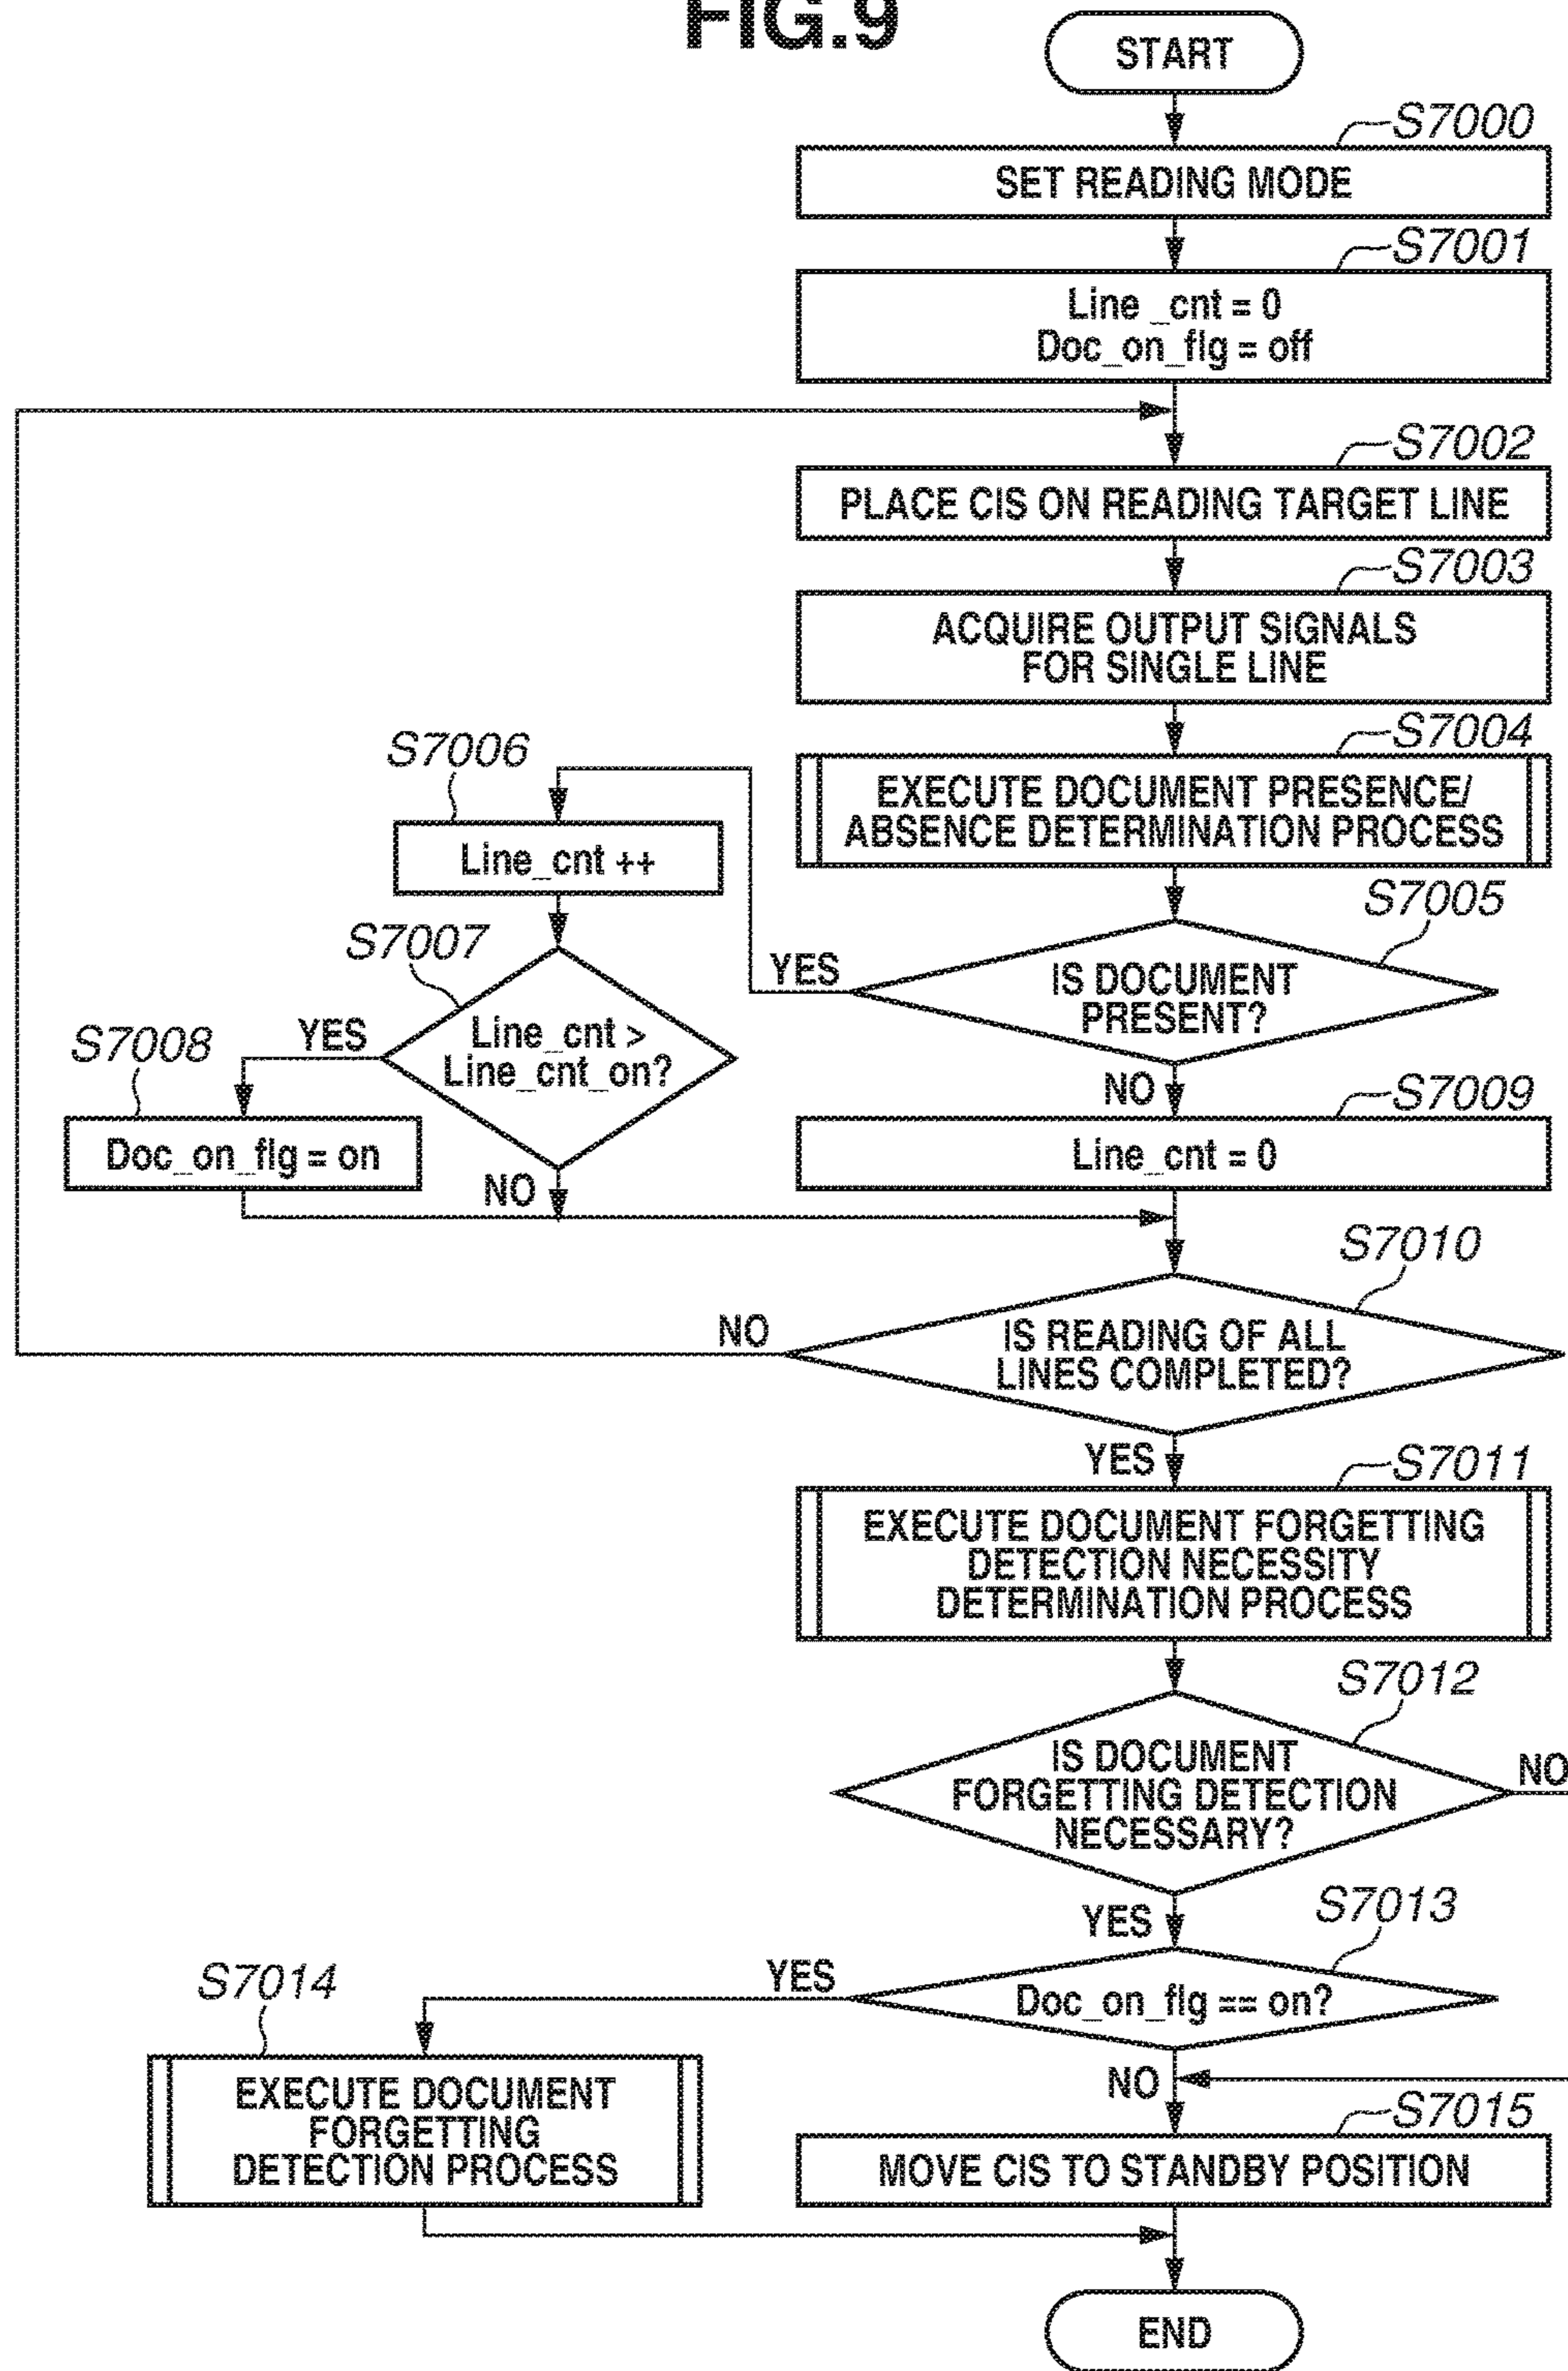 FIG.9
START
S7000
SET READING MODE
S7001
Line _cnt = 0
Doc_on_flg = off
S7002
PLACE CIS ON READING TARGET LINE
S7003
ACQUIRE OUTPUT SIGNALS
FOR SINGLE LINE
S7004
EXECUTE DOCUMENT PRESENCE/
ABSENCE DETERMINATION PROCESS
S7005
IS DOCUMENT
PRESENT?
YES
S7006
Line_cnt ++
S7007
Line_cnt >
Line_cnt_on?
YES
S7008
Doc_on_flg = on
NO
NO
S7009
Line_cnt = 0
S7010
IS READING OF ALL
LINES COMPLETED?
NO
YES
S7011
EXECUTE DOCUMENT FORGETTING
DETECTION NECESSITY
DETERMINATION PROCESS
S7012
IS DOCUMENT
FORGETTING DETECTION
NECESSARY?
NO
YES
S7013
Doc_on_flg == on?
YES
S7014
EXECUTE DOCUMENT
FORGETTING
DETECTION PROCESS
NO
S7015
MOVE CIS TO STANDBY POSITION
END